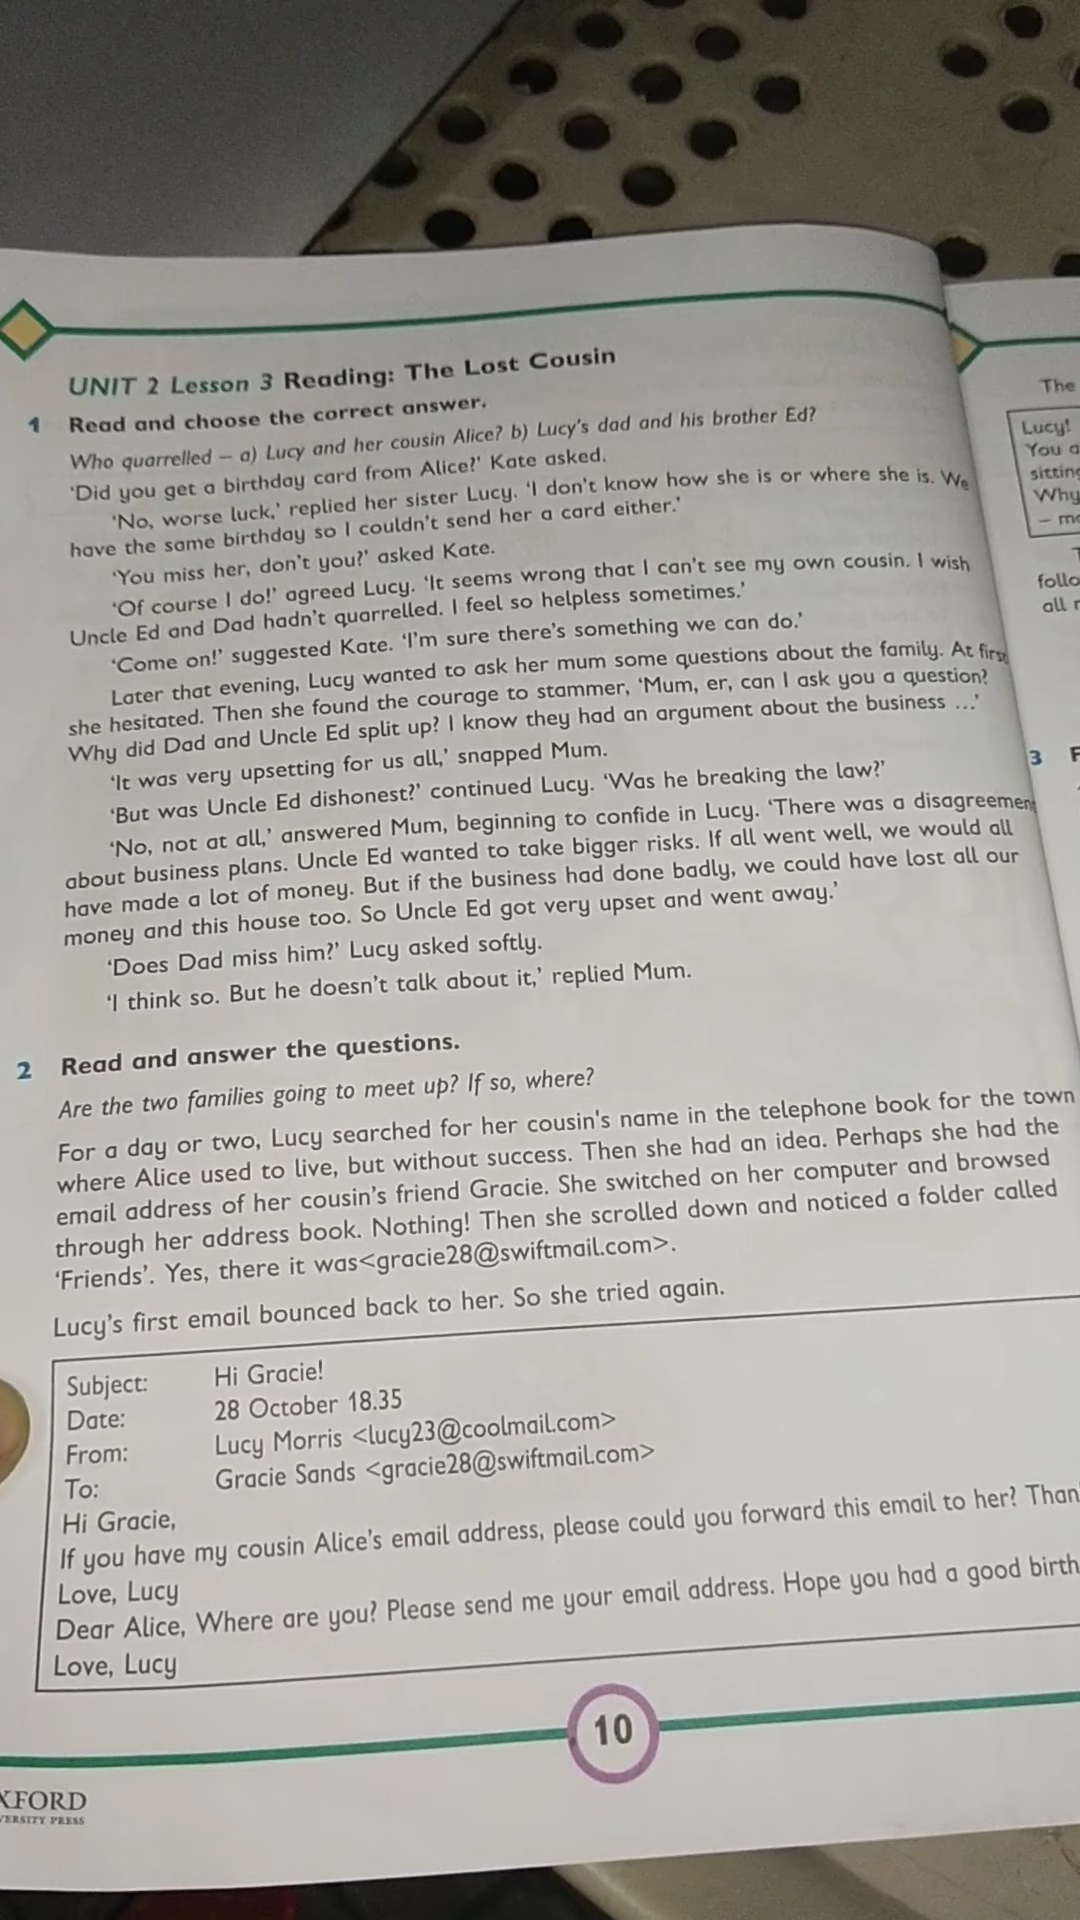 UNIT 2 Lesson 3 Reading: The Lost Cousin
1 Read and choose the correct answer.
Who quarrelled – a) Lucy and her cousin Alice? b) Lucy's dad and his brother Ed?
'Did you get a birthday card from Alice?' Kate asked.
'No, worse luck,' replied her sister Lucy. 'I don't know how she is or where she is. We
have the same birthday so I couldn't send her a card either.'
'You miss her, don't you?' asked Kate.
'Of course I do!' agreed Lucy. 'It seems wrong that I can't see my own cousin. I wish
Uncle Ed and Dad hadn't quarrelled. I feel so helpless sometimes.'
'Come on!' suggested Kate. 'I'm sure there's something we can do.'
Later that evening, Lucy wanted to ask her mum some questions about the family. At first
she hesitated. Then she found the courage to stammer, 'Mum, er, can I ask you a question?
Why did Dad and Uncle Ed split up? I know they had an argument about the business ...'
'It was very upsetting for us all,' snapped Mum.
'But was Uncle Ed dishonest?' continued Lucy. 'Was he breaking the law?'
'No, not at all,' answered Mum, beginning to confide in Lucy. 'There was a disagreement
about business plans. Uncle Ed wanted to take bigger risks. If all went well, we would all
have made a lot of money. But if the business had done badly, we could have lost all our
money and this house too. So Uncle Ed got very upset and went away.'
'Does Dad miss him?' Lucy asked softly.
'I think so. But he doesn't talk about it,' replied Mum.
2 Read and answer the questions.
Are the two families going to meet up? If so, where?
For a day or two, Lucy searched for her cousin's name in the telephone book for the town
where Alice used to live, but without success. Then she had an idea. Perhaps she had the
email address of her cousin's friend Gracie. She switched on her computer and browsed
through her address book. Nothing! Then she scrolled down and noticed a folder called
'Friends'. Yes, there it was<gracie28@swiftmail.com>.
Lucy's first email bounced back to her. So she tried again.
Subject: Hi Gracie!
Date: 28 October 18.35
From: Lucy Morris <lucy23@coolmail.com>
To: Gracie Sands <gracie28@swiftmail.com>
Hi Gracie,
If you have my cousin Alice's email address, please could you forward this email to her? Than
Love, Lucy
Dear Alice, Where are you? Please send me your email address. Hope you had a good birth
Love, Lucy
10
XFORD
VERSITY PRESS
The
Lucy!
You a
sitting
Why
– mo
follo
all
3